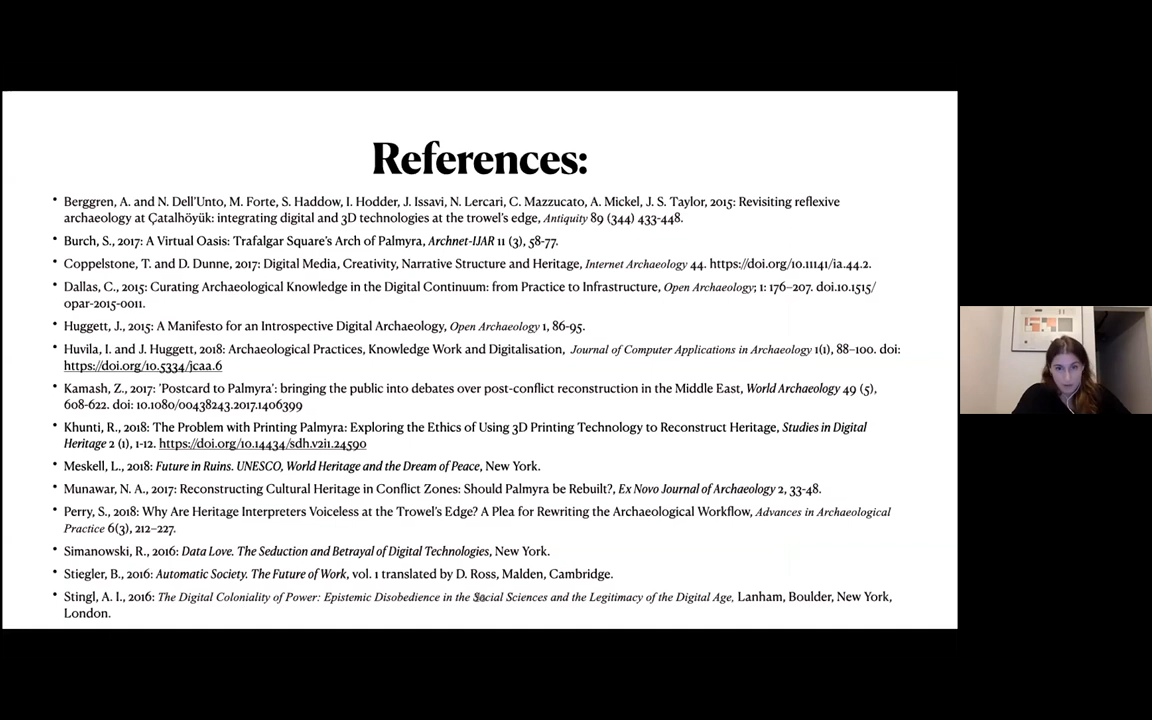 References:
• Berggren, A. and N. Dell'Unto, M. Forte, S. Haddow, I. Hodder, J. Issavi, N. Lercari, C. Mazzucato, A. Mickel, J. S. Taylor, 2015: Revisiting reflexive
archaeology at Çatalhöyük: integrating digital and 3D technologies at the trowel's edge, Antiquity 89 (344) 433-448.
• Burch, S., 2017: A Virtual Oasis: Trafalgar Square's Arch of Palmyra, Archnet-IJAR 11 (3), 58-77.
• Coppelstone, T. and D. Dunne, 2017: Digital Media, Creativity, Narrative Structure and Heritage, Internet Archaeology 44. https://doi.org/10.11141/ia.44.2.
• Dallas, C., 2015: Curating Archaeological Knowledge in the Digital Continuum: from Practice to Infrastructure, Open Archaeology; 1: 176–207. doi.10.1515/
opar-2015-0011.
• Huggett, J., 2015: A Manifesto for an Introspective Digital Archaeology, Open Archaeology 1, 86-95.
• Huvila, I. and J. Huggett, 2018: Archaeological Practices, Knowledge Work and Digitalisation, Journal of Computer Applications in Archaeology 1(1), 88–100. doi:
https://doi.org/10.5334/jcaa.6
• Kamash, Z., 2017: 'Postcard to Palmyra': bringing the public into debates over post-conflict reconstruction in the Middle East, World Archaeology 49 (5),
608-622. doi: 10.1080/00438243.2017.1406399
• Khunti, R., 2018: The Problem with Printing Palmyra: Exploring the Ethics of Using 3D Printing Technology to Reconstruct Heritage, Studies in Digital
Heritage 2 (1), 1-12. https://doi.org/10.14434/sdh.v2i1.24590
• Meskell, L., 2018: Future in Ruins. UNESCO, World Heritage and the Dream of Peace, New York.
• Munawar, N. A., 2017: Reconstructing Cultural Heritage in Conflict Zones: Should Palmyra be Rebuilt?, Ex Novo Journal of Archaeology 2, 33-48.
• Perry, S., 2018: Why Are Heritage Interpreters Voiceless at the Trowel's Edge? A Plea for Rewriting the Archaeological Workflow, Advances in Archaeological
Practice 6(3), 212–227.
• Simanowski, R., 2016: Data Love. The Seduction and Betrayal of Digital Technologies, New York.
• Stiegler, B., 2016: Automatic Society. The Future of Work, vol. 1 translated by D. Ross, Malden, Cambridge.
• Stingl, A. I., 2016: The Digital Coloniality of Power: Epistemic Disobedience in the Social Sciences and the Legitimacy of the Digital Age, Lanham, Boulder, New York,
London.